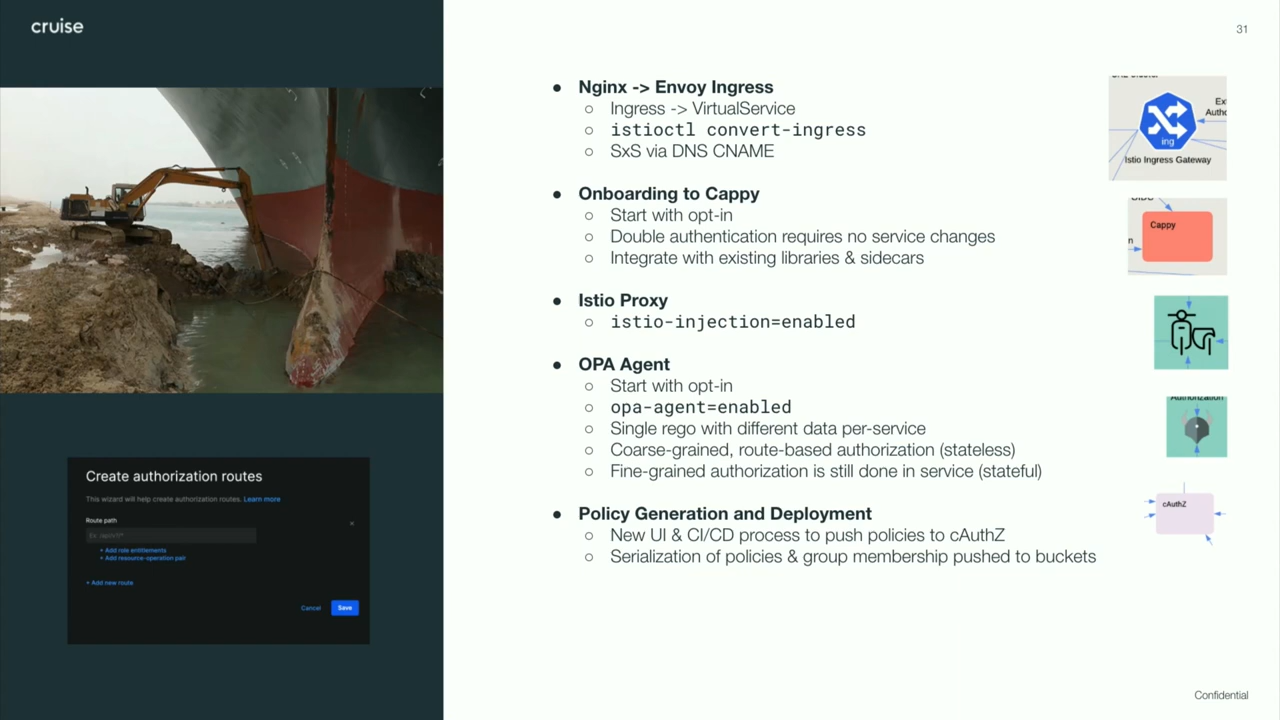 cruise
31
● Nginx -> Envoy Ingress
○ Ingress -> VirtualService
○ istioctl convert-ingress
○ SxS via DNS CNAME
● Onboarding to Cappy
○ Start with opt-in
○ Double authentication requires no service changes
○ Integrate with existing libraries & sidecars
● Istio Proxy
○ istio-injection=enabled
● OPA Agent
○ Start with opt-in
○ opa-agent=enabled
○ Single rego with different data per-service
○ Coarse-grained, route-based authorization (stateless)
○ Fine-grained authorization is still done in service (stateful)
● Policy Generation and Deployment
○ New UI & CI/CD process to push policies to cAuthZ
○ Serialization of policies & group membership pushed to buckets
ing
Istio Ingress Gateway
Cappy
Authorization
cAuthZ
Create authorization routes
This wizard will help create authorization routes. Learn more
Route path
+ Add role entitlements
+ Add resource-operation pair
+ Add new route
Cancel
Save
Confidential